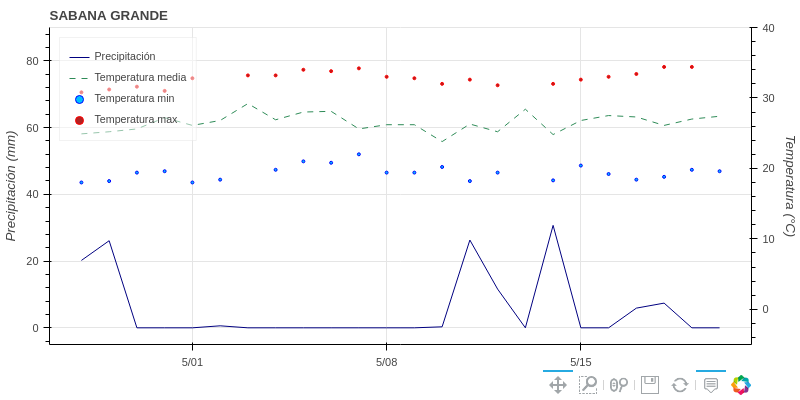 SABANA GRANDE
Precipitación
Temperatura media
Temperatura min
Temperatura max
Precipitación (mm)
80
60
40
20
0
Temperatura (°C)
40
30
20
10
0
5/01
5/08
5/15